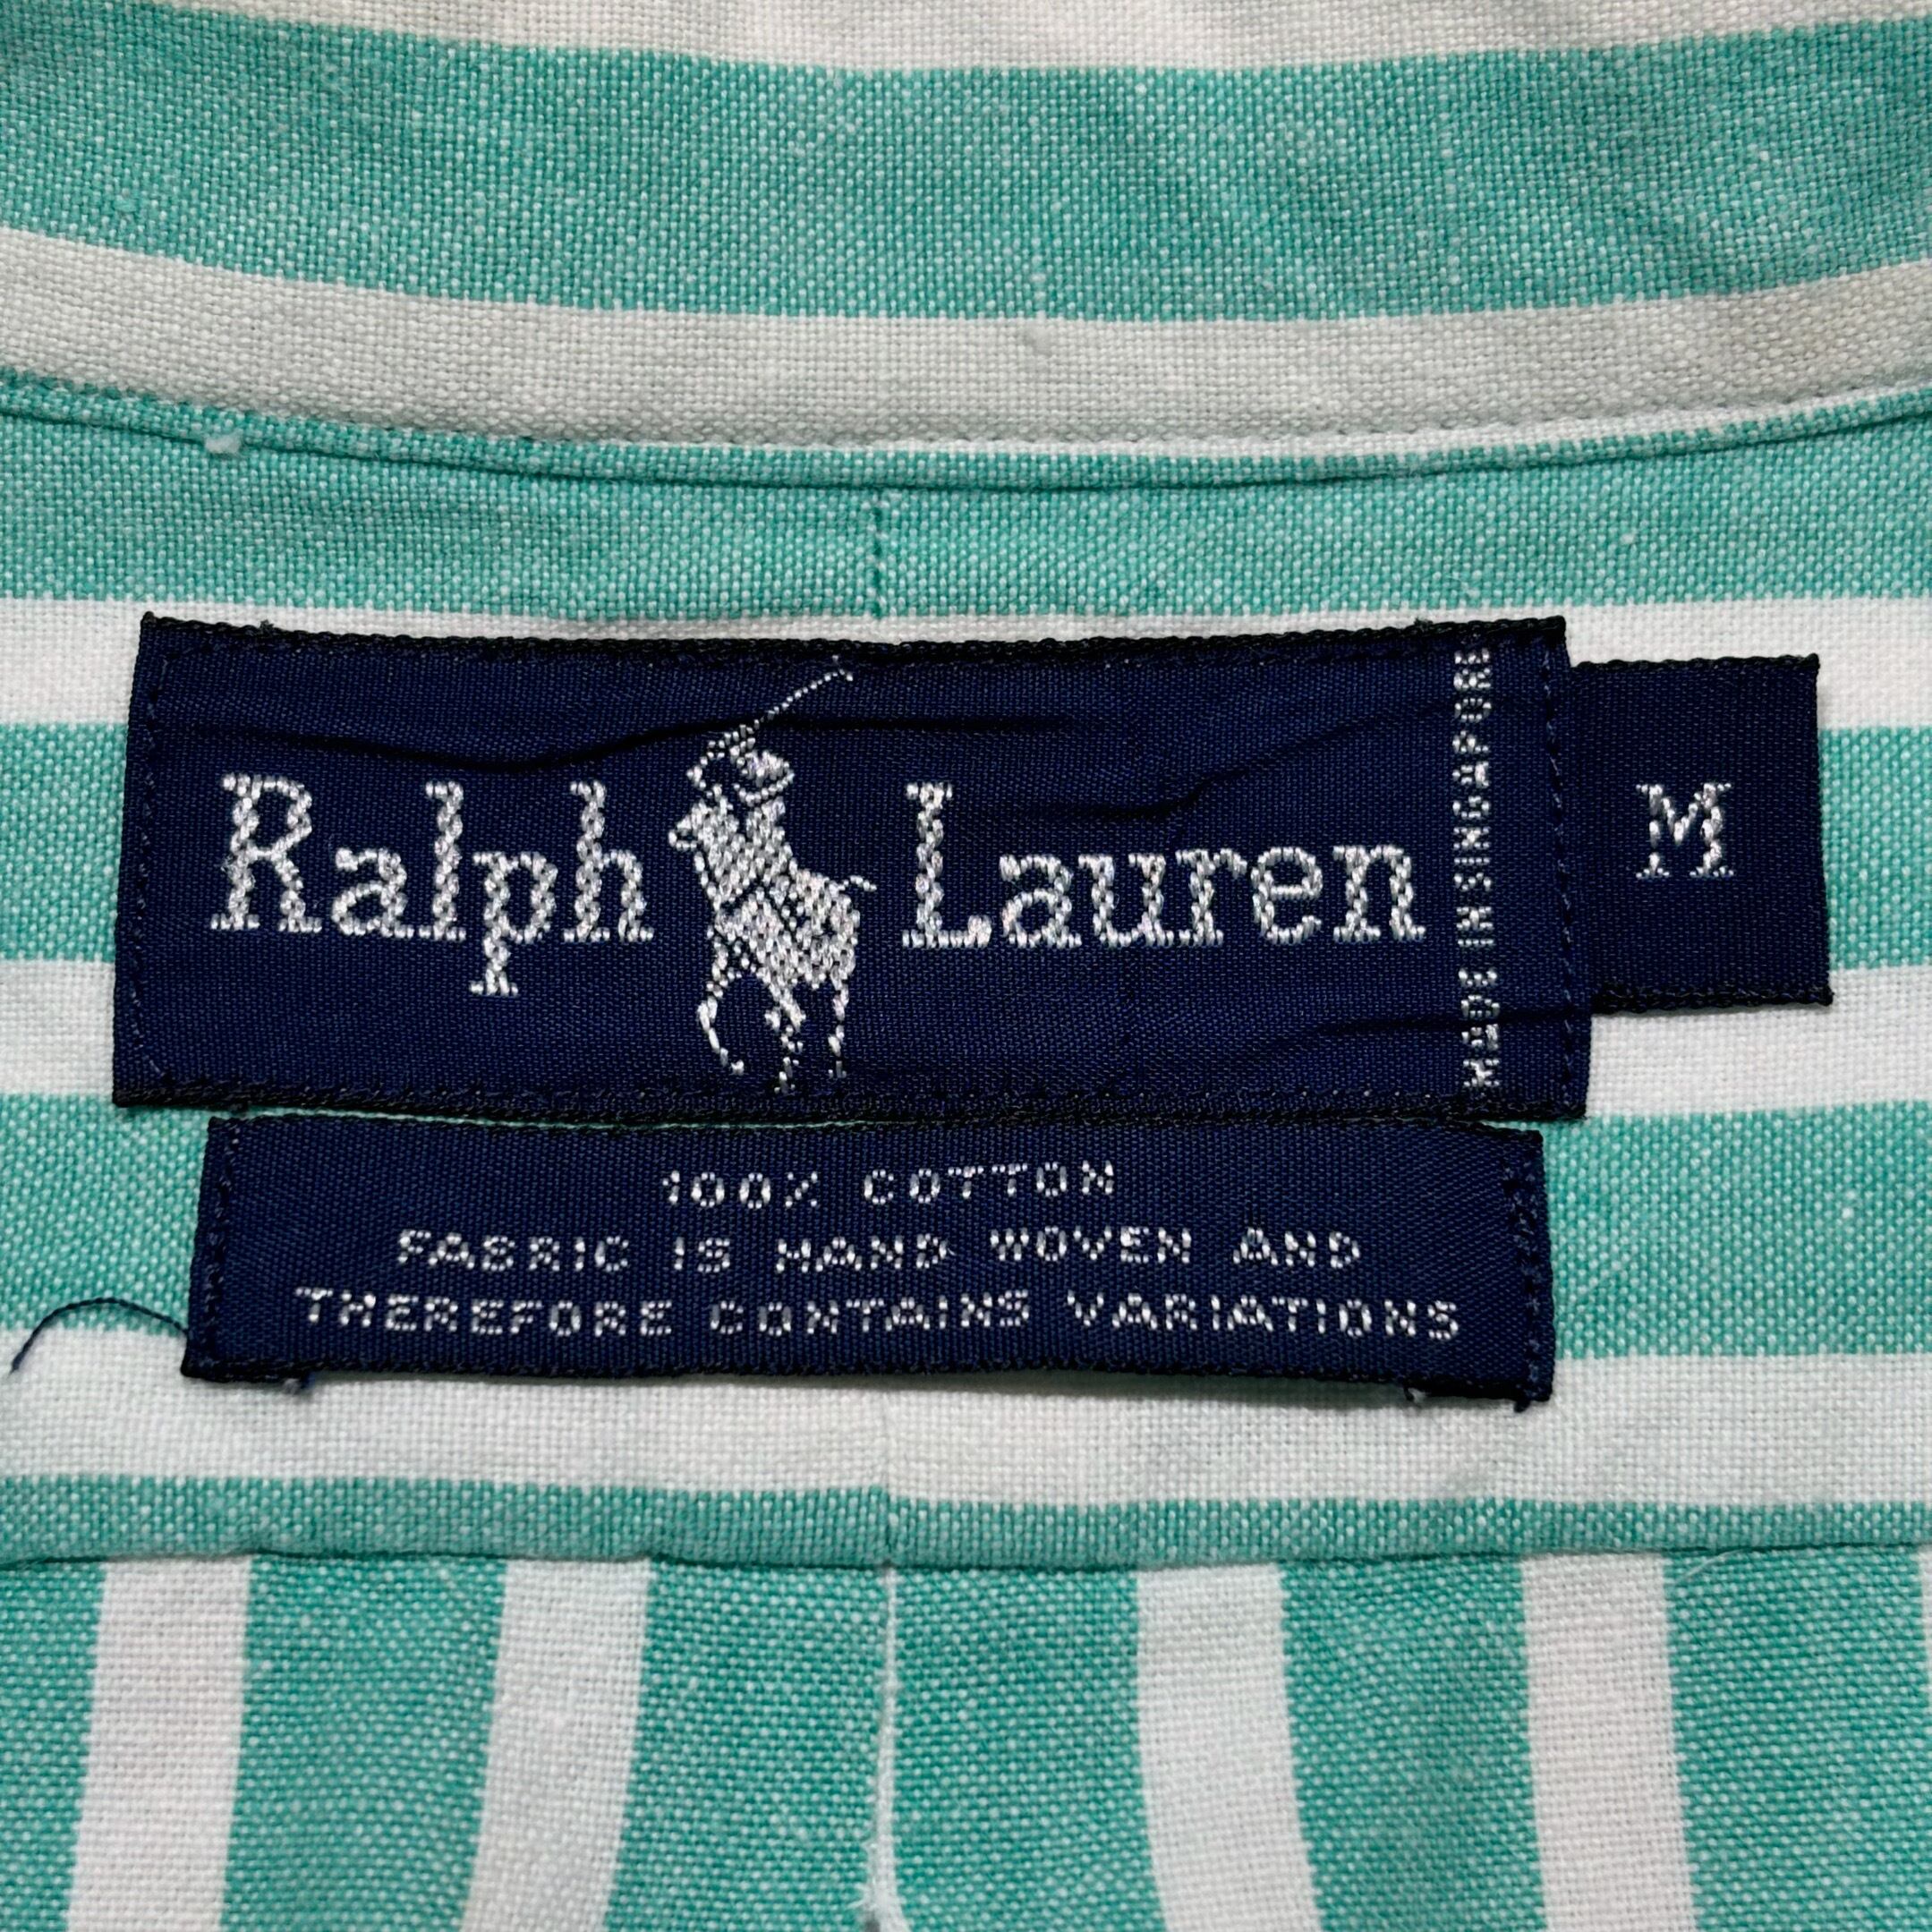 Ralph Lauren
MADE IN SINGAPORE
M
100% COTTON
FABRIC IS HAND WOVEN AND
THEREFORE CONTAINS VARIATIONS